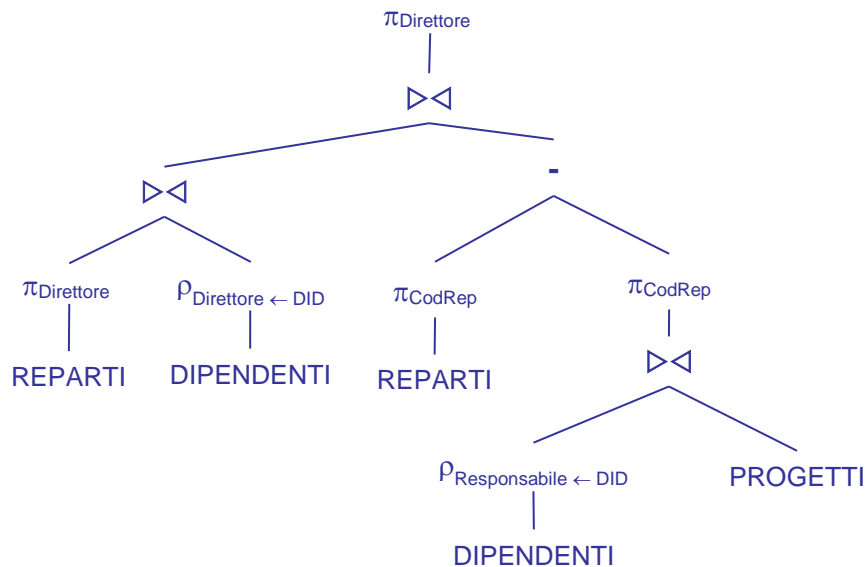 πDirettore
▷◁
▷◁ -
πDirettore ρDirettore ← DID πCodRep πCodRep
REPARTI DIPENDENTI REPARTI ▷◁
ρResponsabile ← DID PROGETTI
DIPENDENTI